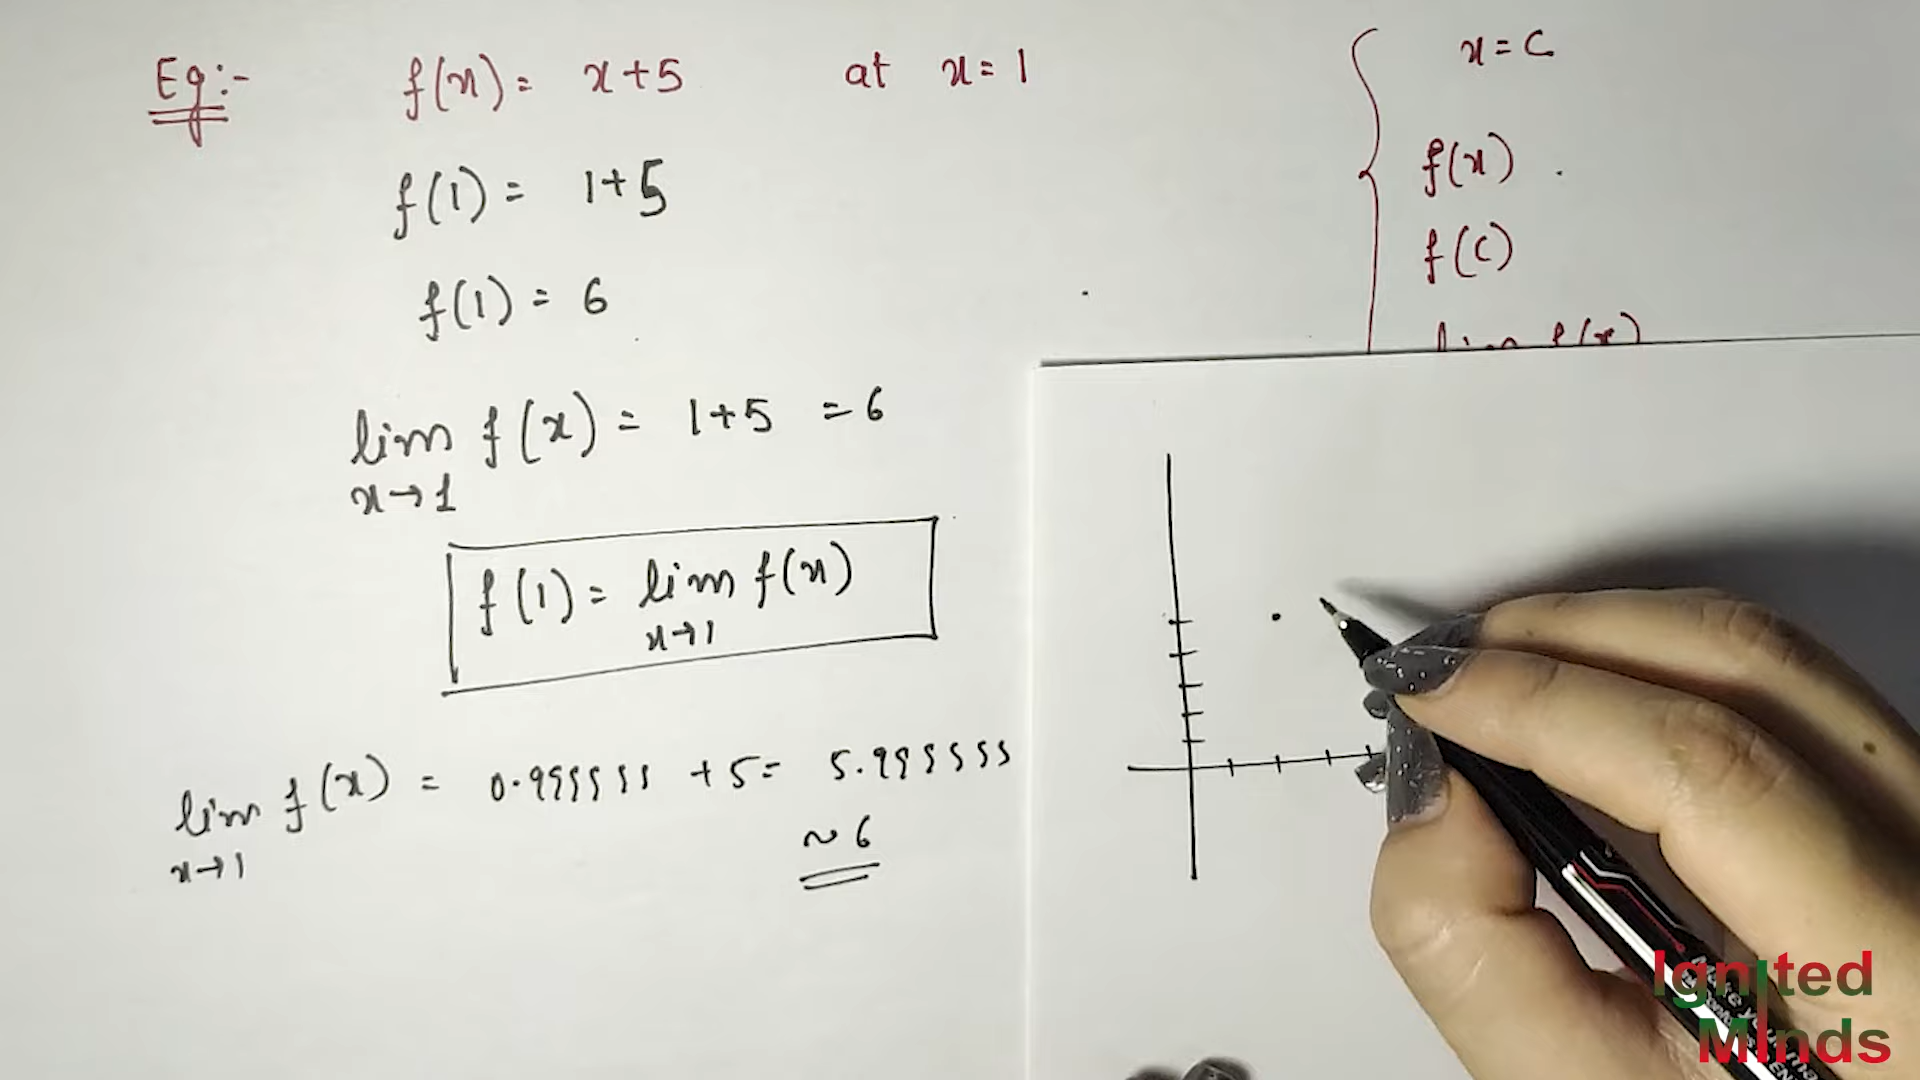 Eg:- f(x) = x+5 at x=1
f(1) = 1+5
f(1) = 6
lim f(x) = 1+5 = 6
x→1
f(1) = lim f(x)
x→1
lim f(x) = 0.999999 + 5 = 5.999999
x→1
~ 6
x=c
f(x)
f(c)
lim f(x)
Ignited
Minds